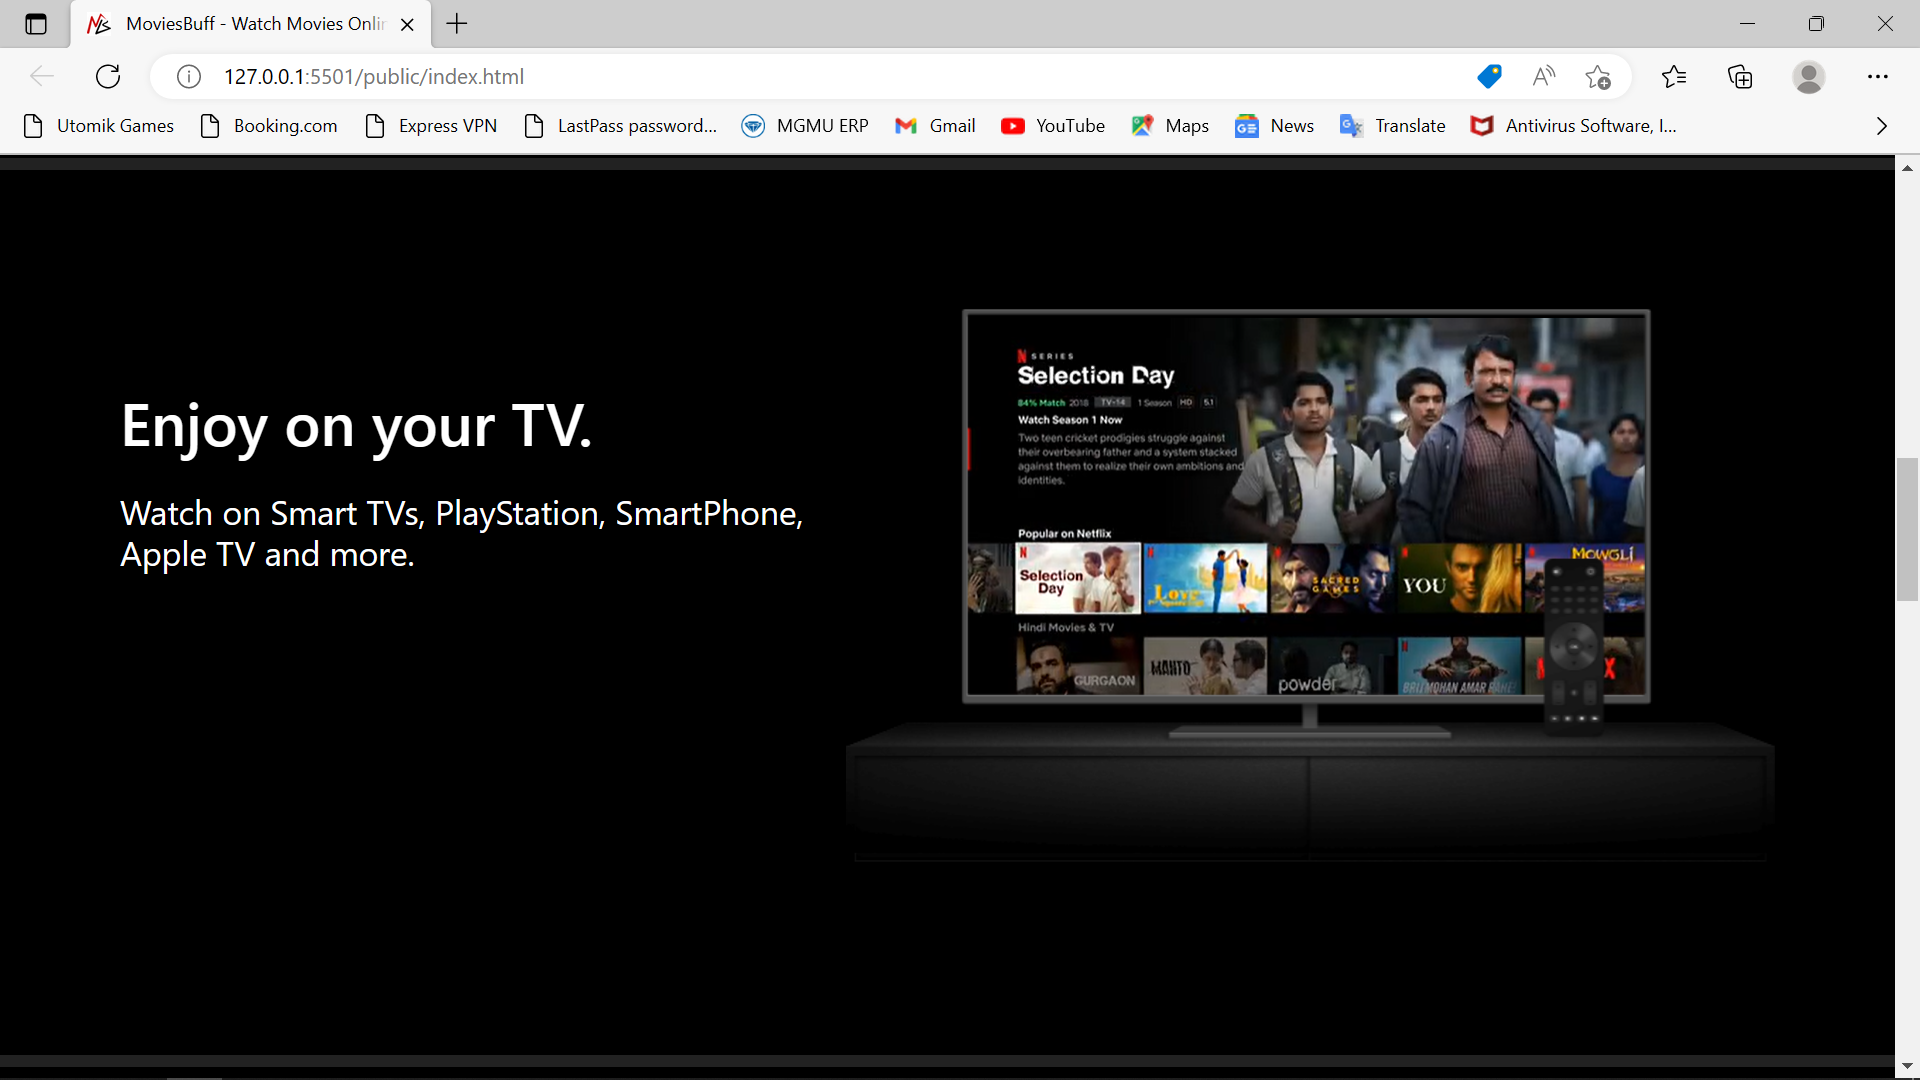 MoviesBuff - Watch Movies Onlin
127.0.0.1:5501/public/index.html
Utomik Games
Booking.com
Express VPN
LastPass password...
MGMU ERP
Gmail
YouTube
Maps
News
Translate
Antivirus Software, I...
Enjoy on your TV.
Watch on Smart TVs, PlayStation, SmartPhone,
Apple TV and more.
N SERIES
Selection Day
84% Match 2018 TV-14 1 Season HD 5.1
Watch Season 1 Now
Two teen cricket prodigies struggle against
their overbearing father and a system stacked
against them to realize their own ambitions and
identities.
Popular on Netflix
Selection
Day
Love
per Square Foot
SACRED
GAMES
YOU
MOWGLI
Hindi Movies & TV
GURGAON
MANTO
powder
BRIJ MOHAN AMAR RAHE!